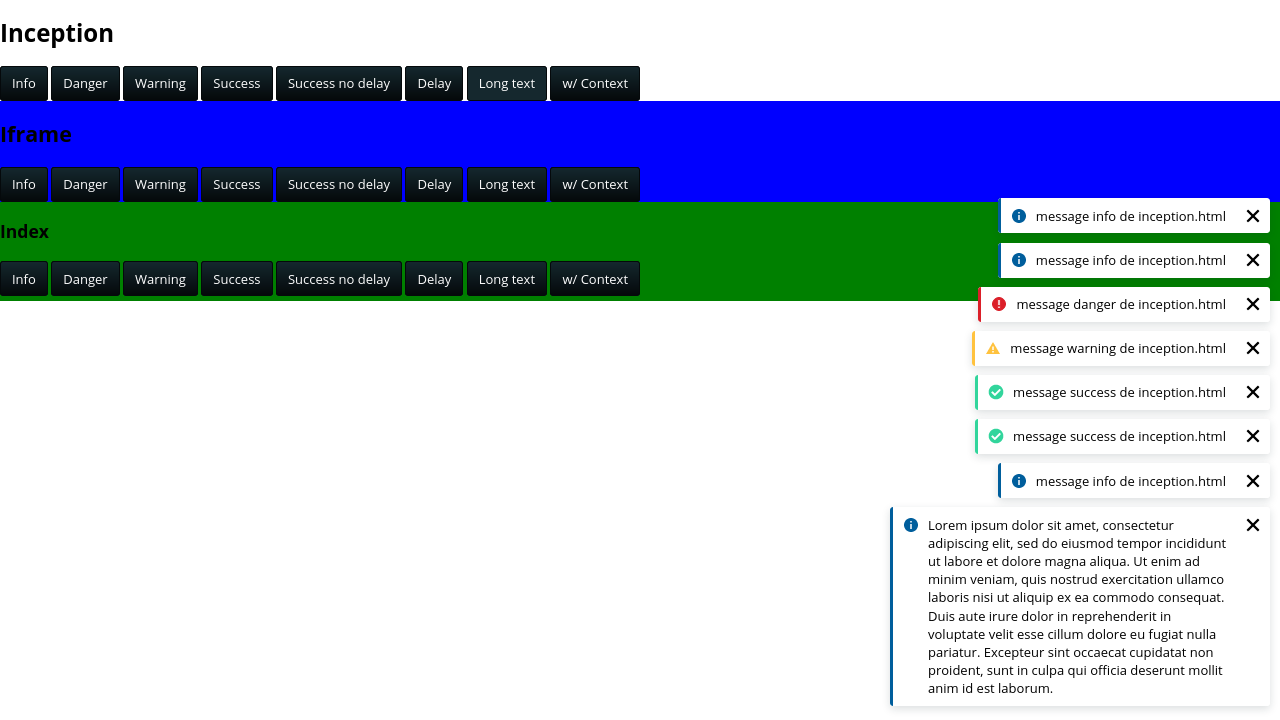 Inception
Info Danger Warning Success Success no delay Delay Long text w/ Context
Iframe
Info Danger Warning Success Success no delay Delay Long text w/ Context
Index
Info Danger Warning Success Success no delay Delay Long text w/ Context
message info de inception.html
message info de inception.html
message danger de inception.html
message warning de inception.html
message success de inception.html
message success de inception.html
message info de inception.html
Lorem ipsum dolor sit amet, consectetur
adipiscing elit, sed do eiusmod tempor incididunt
ut labore et dolore magna aliqua. Ut enim ad
minim veniam, quis nostrud exercitation ullamco
laboris nisi ut aliquip ex ea commodo consequat.
Duis aute irure dolor in reprehenderit in
voluptate velit esse cillum dolore eu fugiat nulla
pariatur. Excepteur sint occaecat cupidatat non
proident, sunt in culpa qui officia deserunt mollit
anim id est laborum.